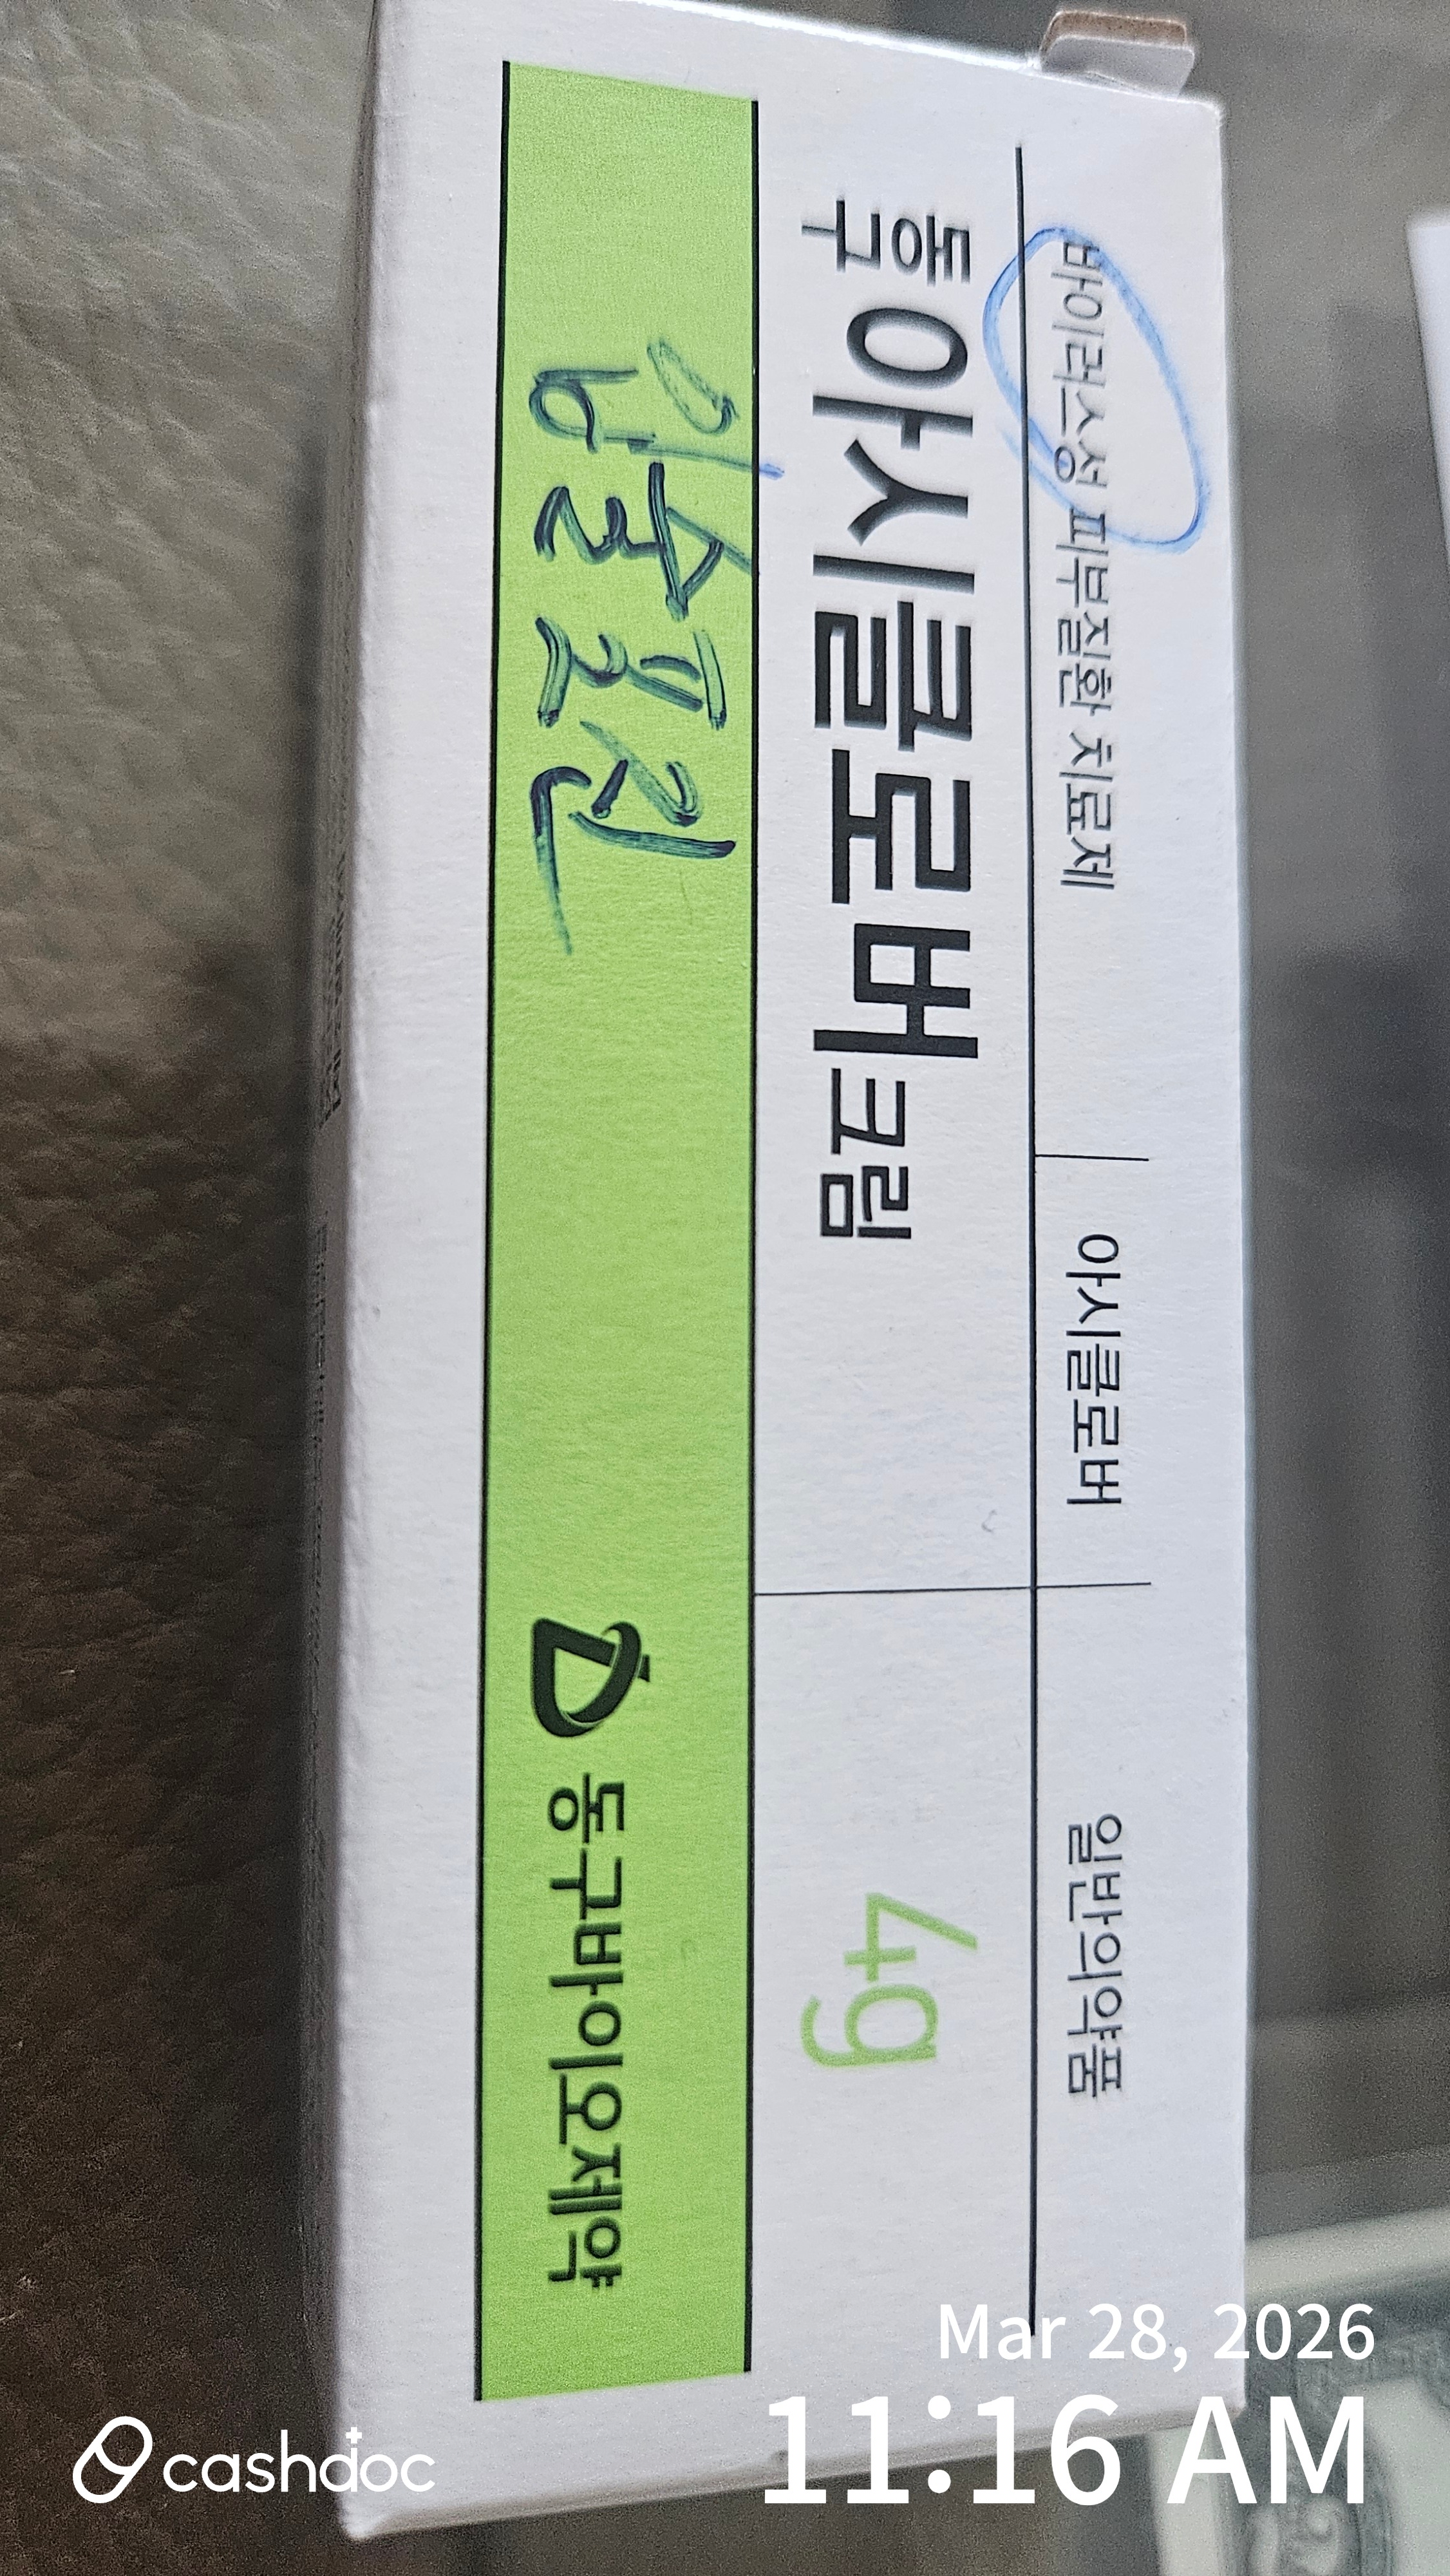 바이러스성 피부질환 치료제
아시클로버
일반의약품
동구
아시클로버크림
4g
입술포진
동구바이오제약
Mar 28, 2026
11:16 AM
cashdoc